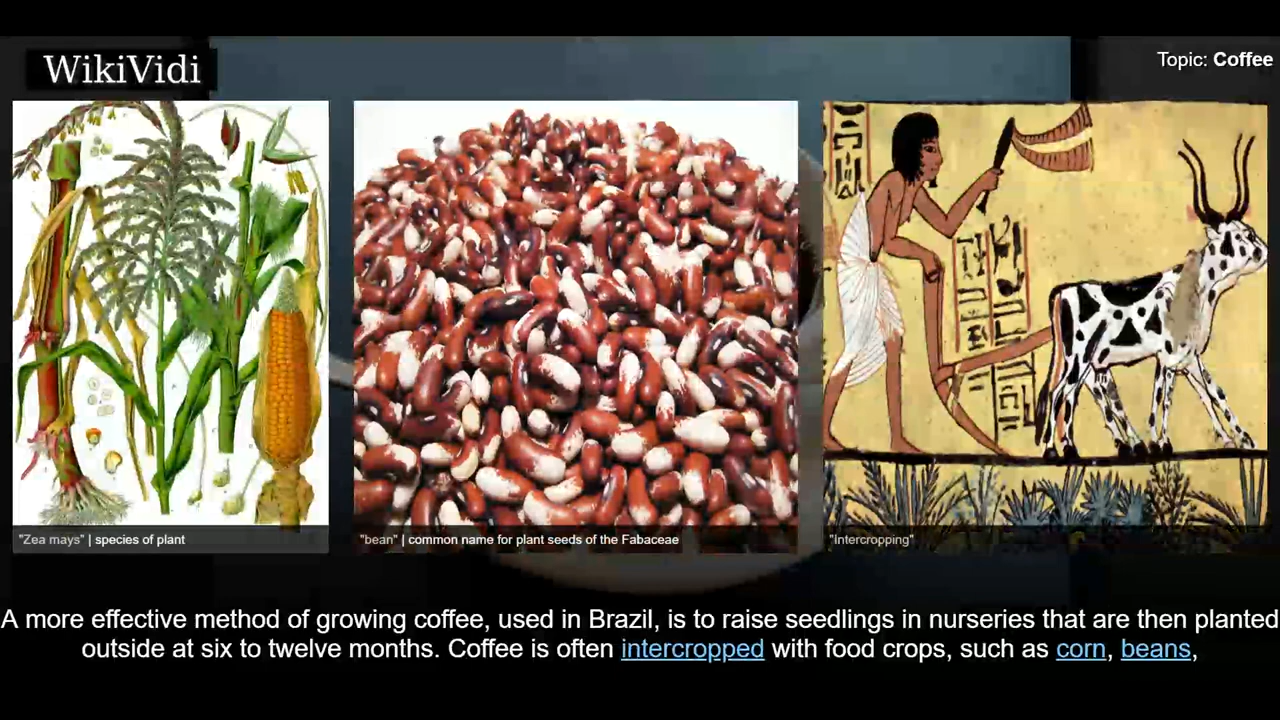 WikiVidi
Topic: Coffee
"Zea mays" | species of plant
"bean" | common name for plant seeds of the Fabaceae
"Intercropping"
A more effective method of growing coffee, used in Brazil, is to raise seedlings in nurseries that are then planted
outside at six to twelve months. Coffee is often intercropped with food crops, such as corn, beans,